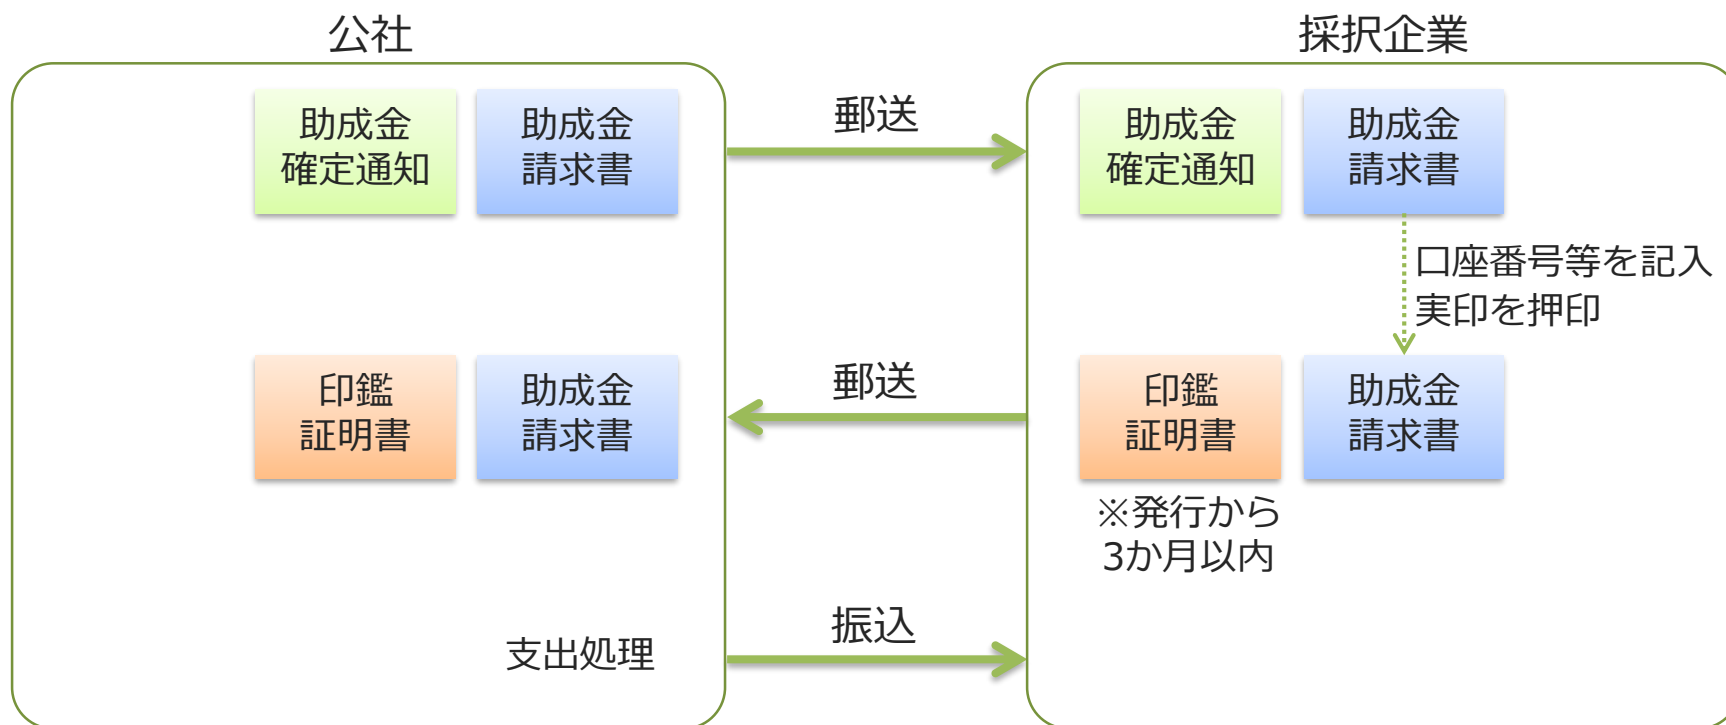 公社
採択企業
助成金
確定通知
助成金
請求書
郵送
助成金
確定通知
助成金
請求書
口座番号等を記入
実印を押印
印鑑
証明書
助成金
請求書
郵送
印鑑
証明書
助成金
請求書
※発行から
3か月以内
支出処理
振込